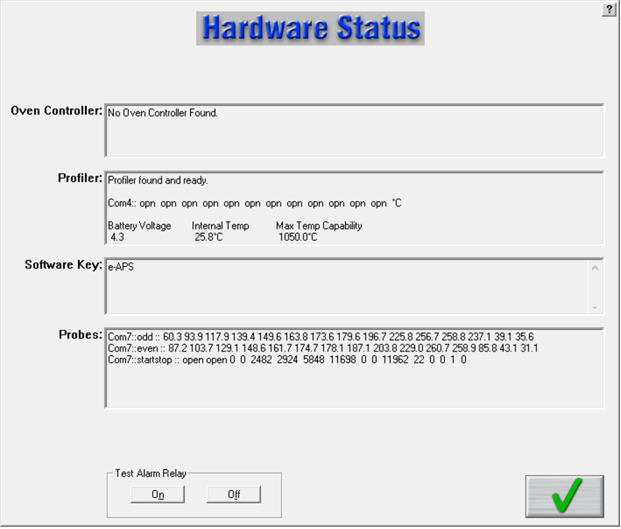 ?
Hardware Status
Oven Controller:
No Oven Controller Found.
Profiler:
Profiler found and ready.
Com4:: opn opn opn opn opn opn opn opn opn opn opn opn °C
Battery Voltage Internal Temp Max Temp Capability
4.3 25.8°C 1050.0°C
Software Key:
e-APS
Probes:
Com7::odd :: 60.3 93.9 117.9 139.4 149.6 163.8 173.6 179.6 196.7 225.8 256.7 258.8 237.1 39.1 35.6
Com7::even :: 87.2 103.7 129.1 148.6 161.7 174.7 178.1 187.1 203.8 229.0 260.7 258.9 85.8 43.1 31.1
Com7::startstop :: open open 0 0 2482 2924 5848 11698 0 0 11962 22 0 0 1 0
Test Alarm Relay
On Off